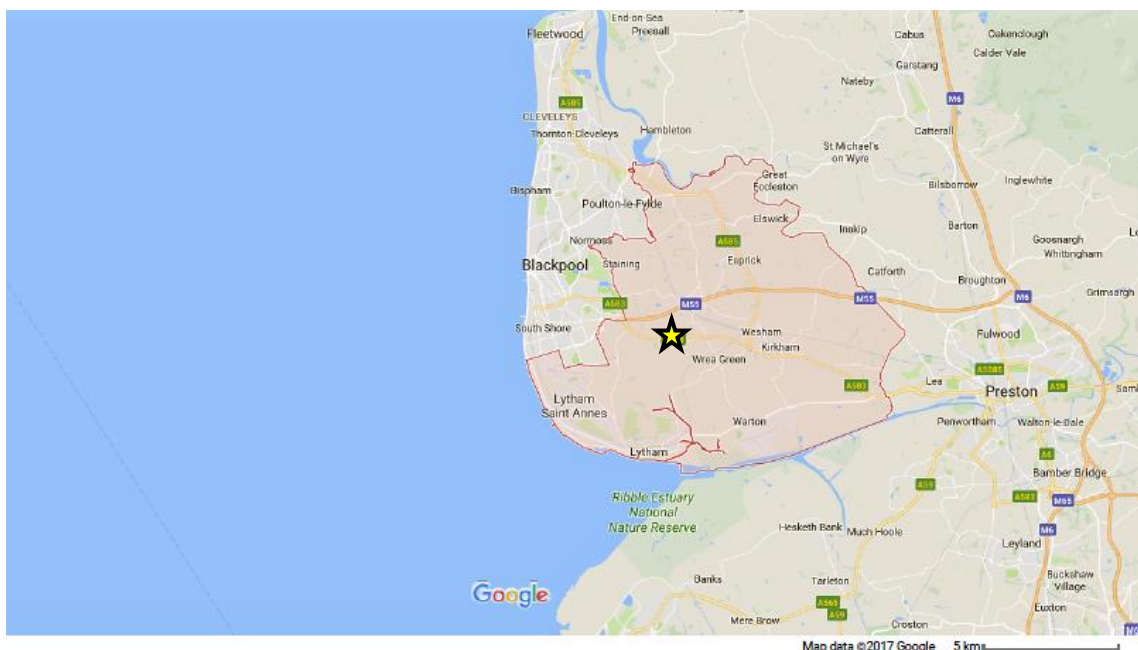 End-on-Sea
Preesall
Fleetwood
Cabus
Oakenclough
Calder Vale
Garstang
Nateby
A585
M6
CLEVELEYS
Thornton-Cleveleys
Hambleton
Catterall
St Michael's
on Wyre
Great
Eccleston
Bilsborrow
Inglewhite
Bispham
Poulton-le-Fylde
Elswick
Inskip
Barton
Normoss
A585
Goosnargh
Whittingham
Blackpool
Staining
Esprick
Catforth
Broughton
Grimsargh
A583
M55
M55
M6
South Shore
Wesham
Kirkham
Fulwood
Wrea Green
A5085
Lea
A583
Preston
A59
Lytham
Saint Annes
Warton
Penwortham
Walton-le-Dale
Lytham
A6
Bamber Bridge
A59
A582
M65
Ribble Estuary
National
Nature Reserve
Hesketh Bank
Much Hoole
M6
Leyland
Buckshaw
Village
Banks
Tarleton
Google
A565
A59
Euxton
Mere Brow
Croston
Map data ©2017 Google
5 km